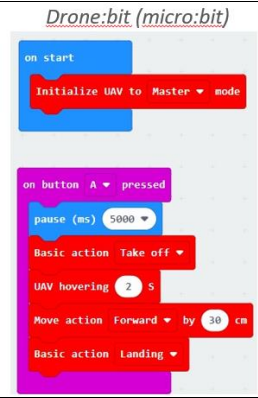 Drone:bit (micro:bit)
on start
Initialize UAV to Master mode
on button A pressed
pause (ms) 5000
Basic action Take off
UAV hovering 2 S
Move action Forward by 30 cm
Basic action Landing